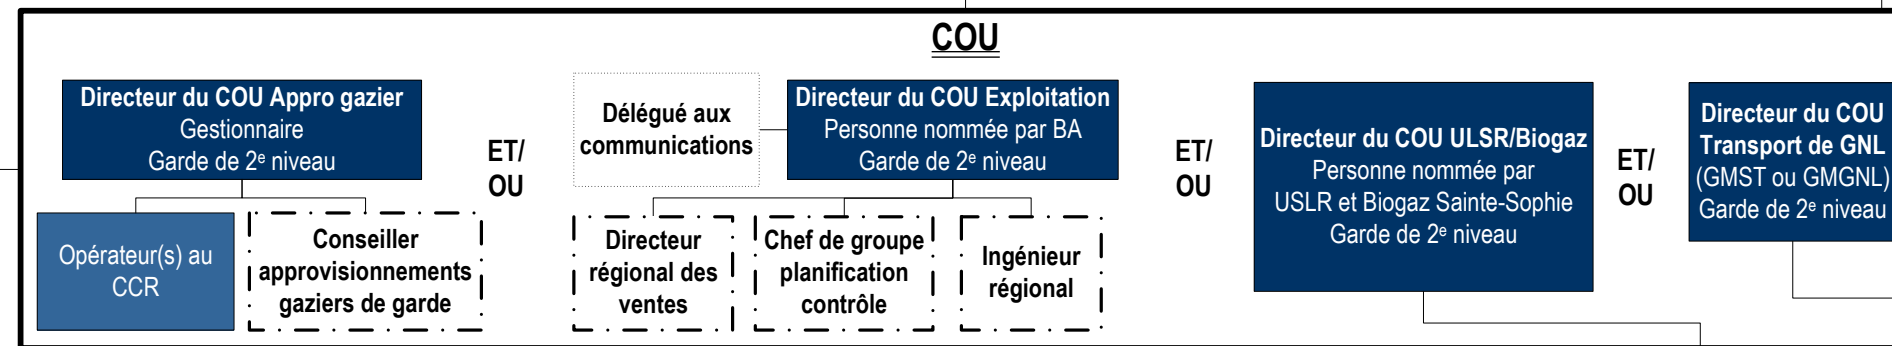 COU
Directeur du COU Appro gazier
Gestionnaire
Garde de 2e niveau
Opérateur(s) au
CCR
Conseiller
approvisionnements
gaziers de garde
ET/
OU
Délégué aux
communications
Directeur du COU Exploitation
Personne nommée par BA
Garde de 2e niveau
Directeur
régional des
ventes
Chef de groupe
planification
contrôle
Ingénieur
régional
ET/
OU
Directeur du COU ULSR/Biogaz
Personne nommée par
USLR et Biogaz Sainte-Sophie
Garde de 2e niveau
ET/
OU
Directeur du COU
Transport de GNL
(GMST ou GMGNL)
Garde de 2e niveau